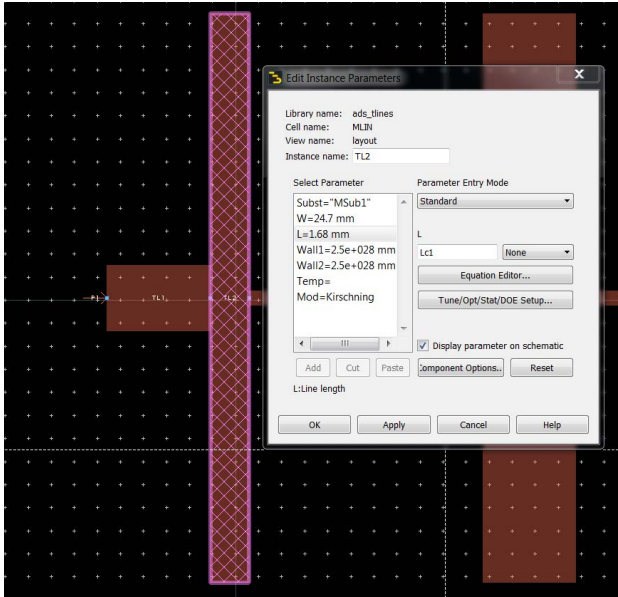 Edit Instance Parameters
X
Library name: ads_tlines
Cell name: MLIN
View name: layout
Instance name: TL2
Select Parameter
Parameter Entry Mode
Subst="MSub1"
W=24.7 mm
L=1.68 mm
Wall1=2.5e+028 mm
Wall2=2.5e+028 mm
Temp=
Mod=Kirschning
Standard
L
Lc1
None
Equation Editor...
Tune/Opt/Stat/DOE Setup...
Display parameter on schematic
Add
Cut
Paste
Component Options..
Reset
L:Line length
OK
Apply
Cancel
Help
P1
TL1
TL2